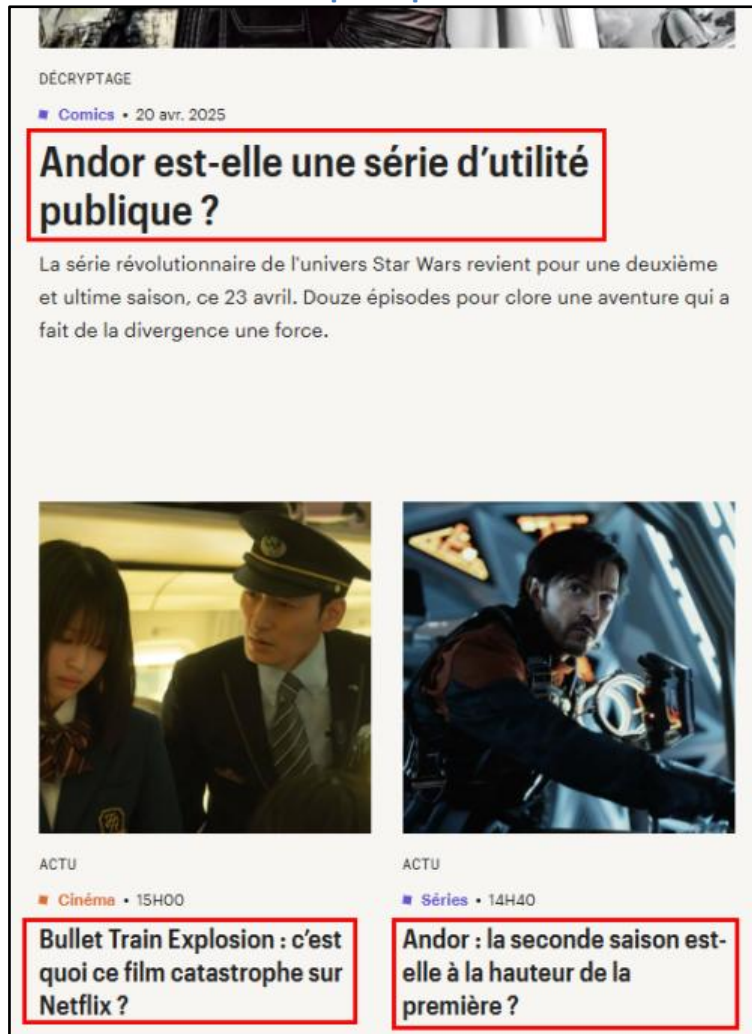 DÉCRYPTAGE
Comics • 20 avr. 2025
Andor est-elle une série d’utilité
publique ?
La série révolutionnaire de l'univers Star Wars revient pour une deuxième
et ultime saison, ce 23 avril. Douze épisodes pour clore une aventure qui a
fait de la divergence une force.
ACTU
Cinéma • 15H00
Bullet Train Explosion : c’est
quoi ce film catastrophe sur
Netflix ?
ACTU
Séries • 14H40
Andor : la seconde saison est-
elle à la hauteur de la
première ?